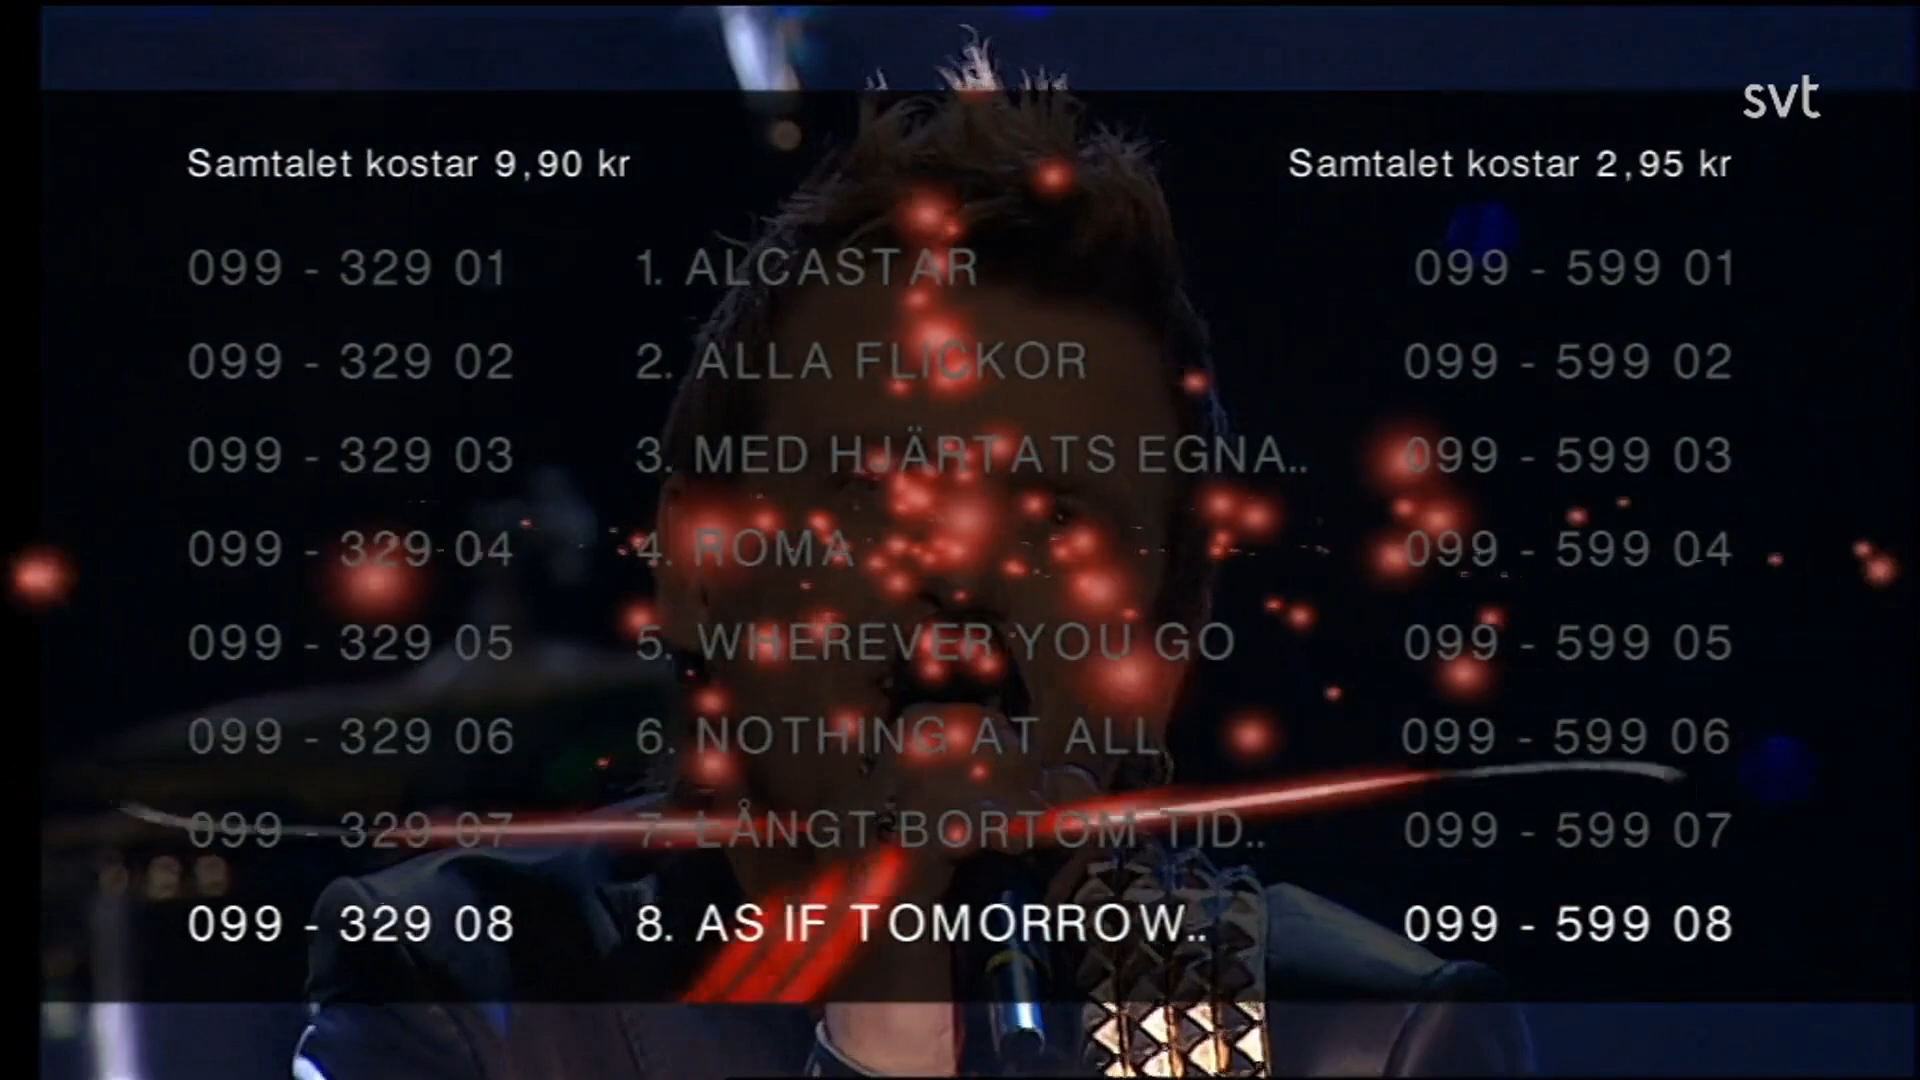 svt
Samtalet kostar 9,90 kr Samtalet kostar 2,95 kr
099 - 329 01 1. ALCASTAR 099 - 599 01
099 - 329 02 2. ALLA FLICKOR 099 - 599 02
099 - 329 03 3. MED HJÄRTATS EGNA.. 099 - 599 03
099 - 329 04 4. ROMA 099 - 599 04
099 - 329 05 5. WHEREVER YOU GO 099 - 599 05
099 - 329 06 6. NOTHING AT ALL 099 - 599 06
099 - 329 07 7. LÅNGT BORTOM TID.. 099 - 599 07
099 - 329 08 8. AS IF TOMORROW.. 099 - 599 08